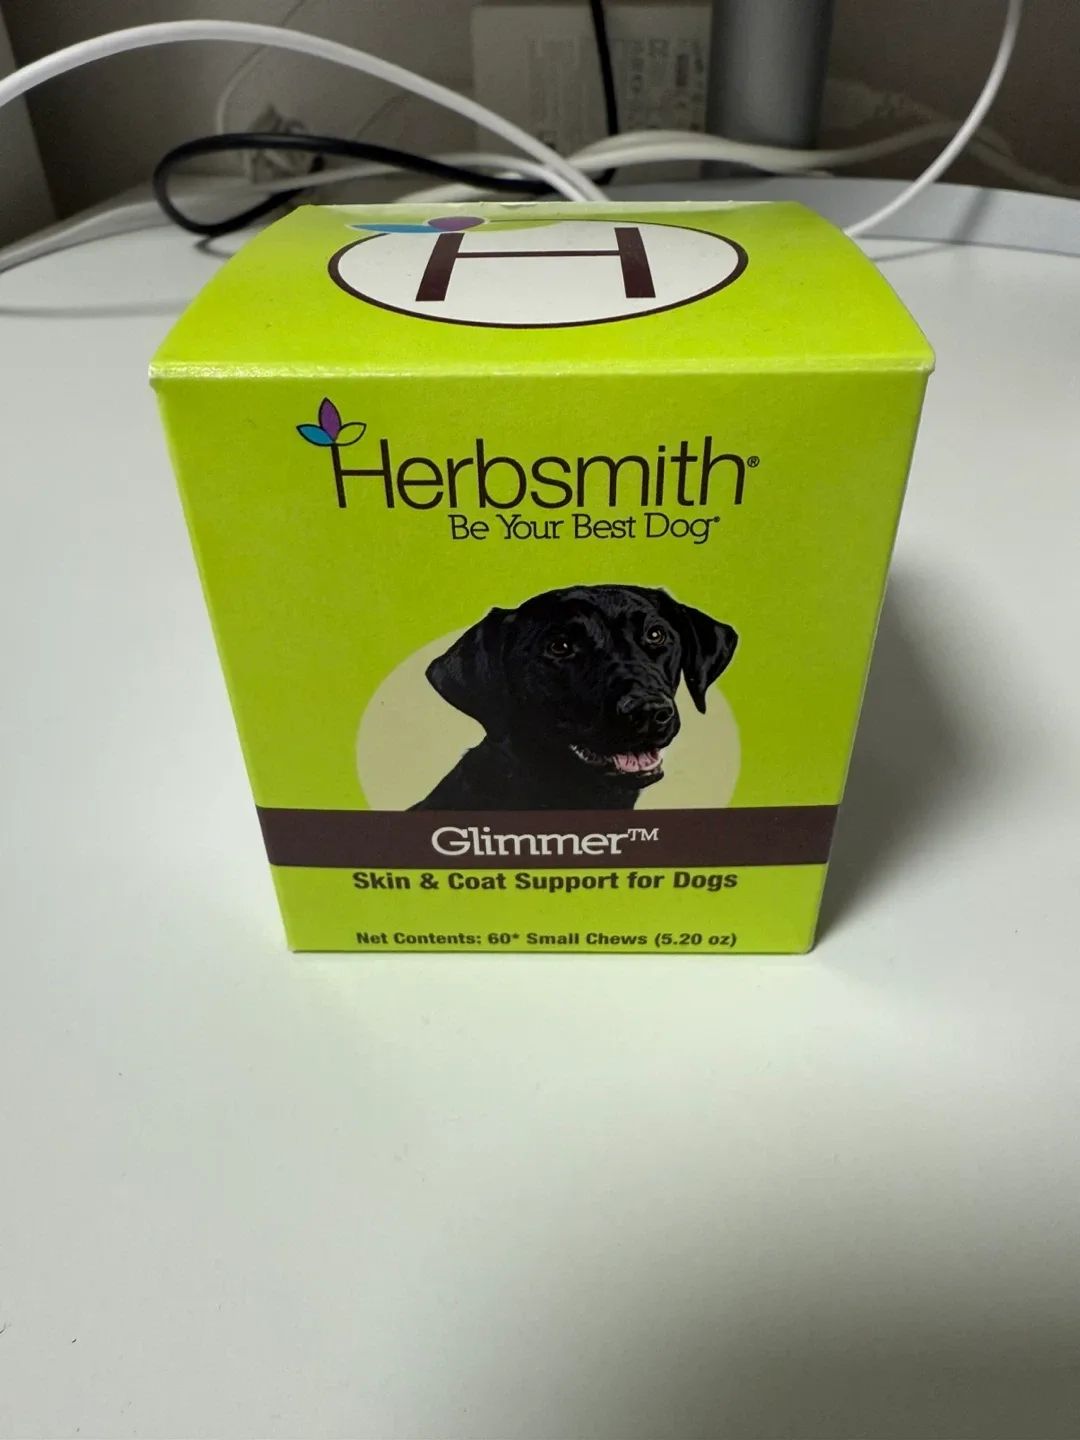 H
Herbsmith®
Be Your Best Dog®
Glimmer™
Skin & Coat Support for Dogs
Net Contents: 60* Small Chews (5.20 oz)